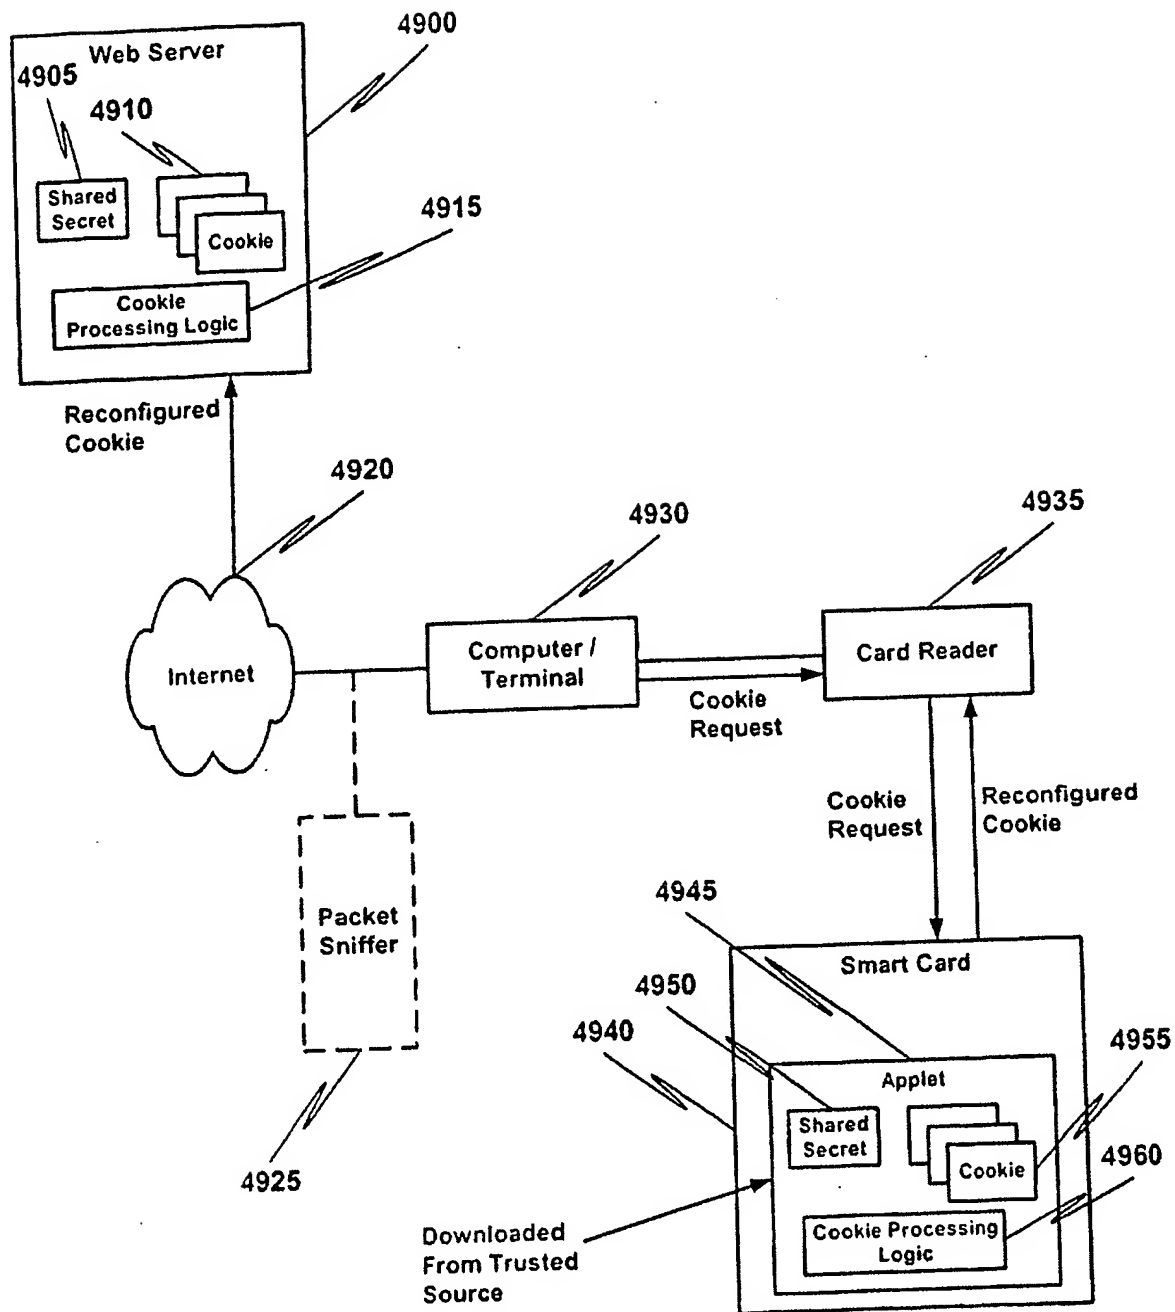 4900
Web Server
4905
4910
Shared
Secret
Cookie
4915
Cookie
Processing Logic
Reconfigured
Cookie
4920
4930
4935
Internet
Computer /
Terminal
Card Reader
Cookie
Request
Cookie
Request
Reconfigured
Cookie
Packet
Sniffer
4925
4945
Smart Card
4950
4940
4955
Applet
Shared
Secret
Cookie
4960
Cookie Processing
Logic
Downloaded
From Trusted
Source